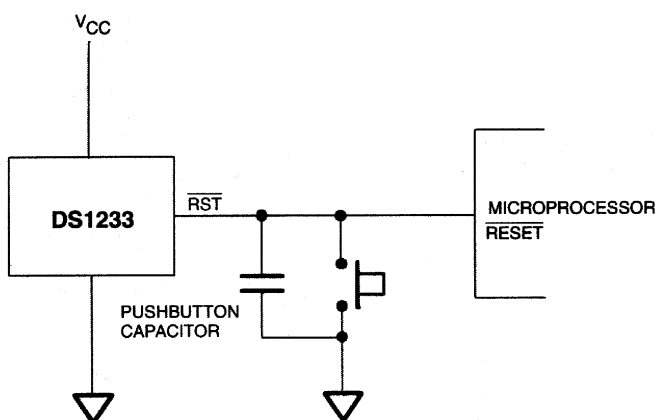 VCC
DS1233
RST
MICROPROCESSOR
RESET
PUSHBUTTON
CAPACITOR